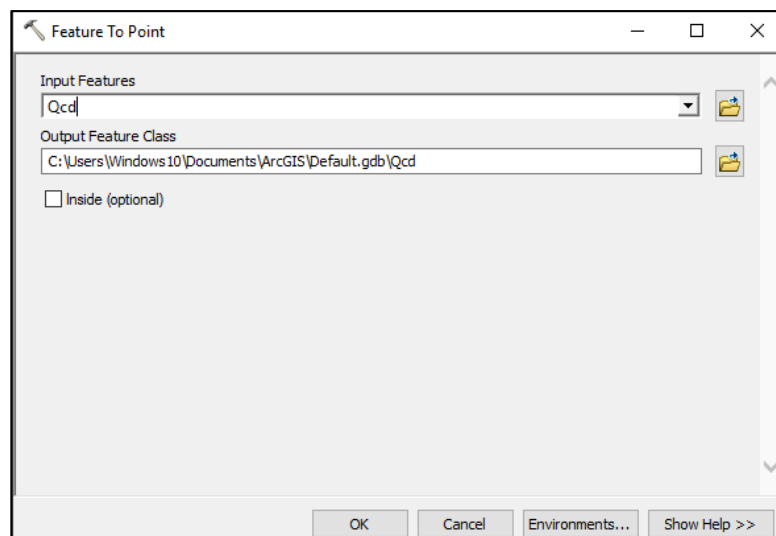 Feature To Point
Input Features
Qcd
Output Feature Class
C:\Users\Windows10\Documents\ArcGIS\Default.gdb\Qcd
Inside (optional)
OK Cancel Environments... Show Help >>